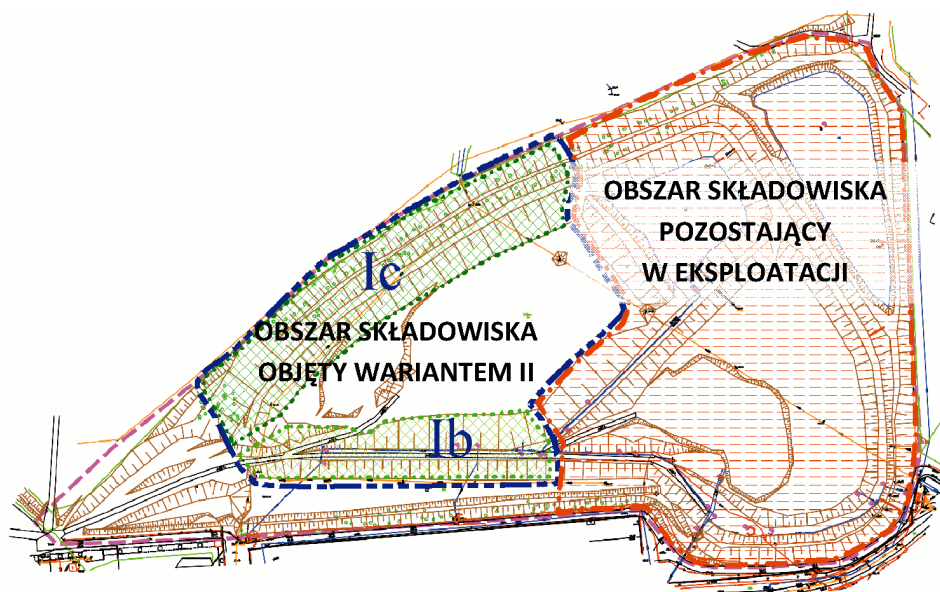 OBSZAR SKŁADOWISKA
POZOSTAJĄCY
W EKSPLOATACJI
Ic
OBSZAR SKŁADOWISKA
OBJĘTY WARIANTEM II
Ib